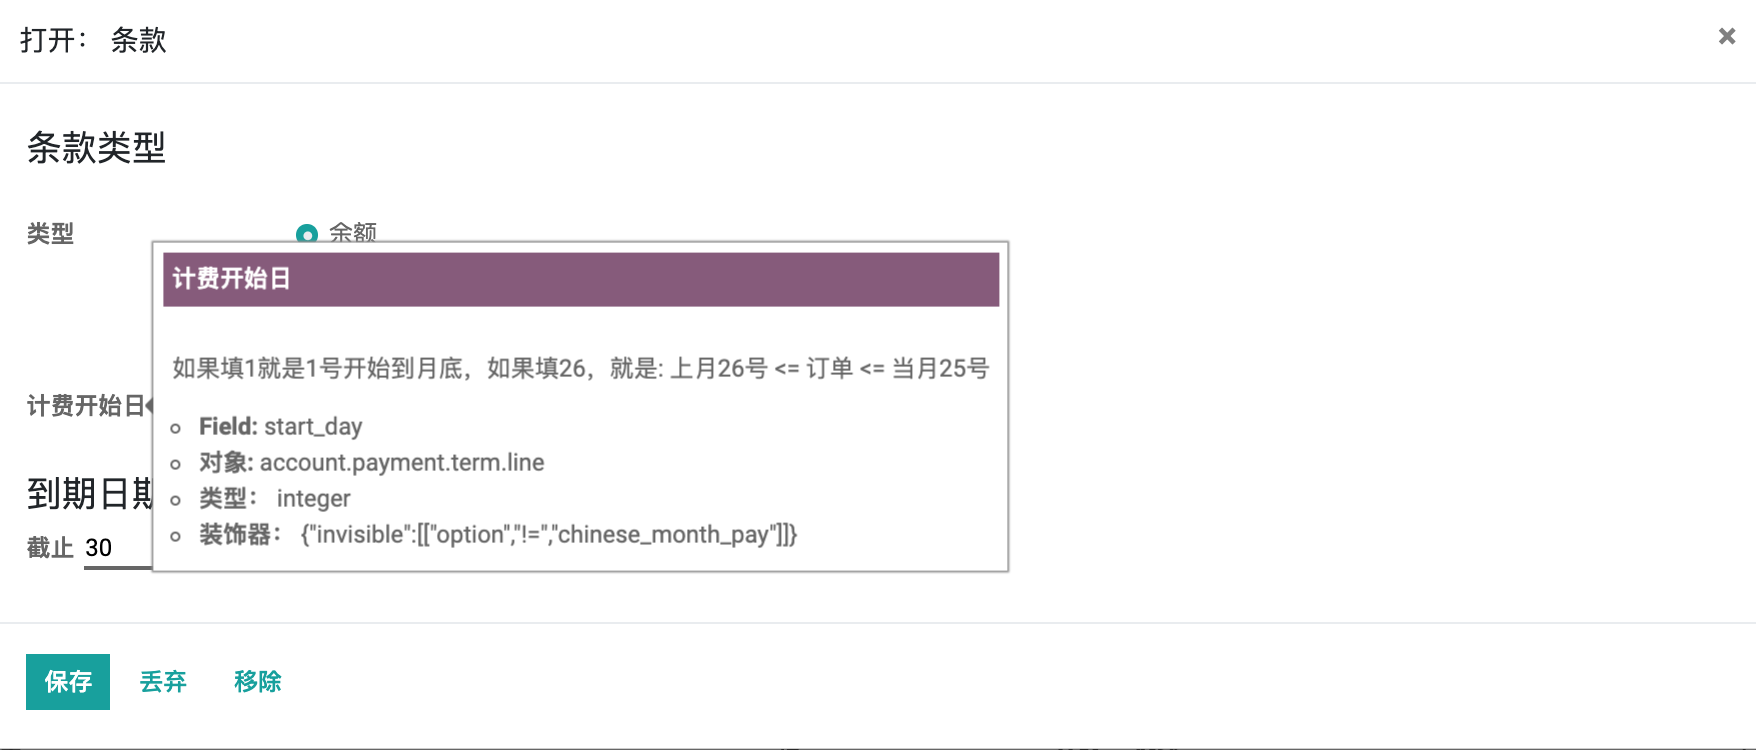 打开： 条款
×
条款类型
类型
余额
计费开始日
如果填1就是1号开始到月底，如果填26，就是: 上月26号 <= 订单 <= 当月25号
计费开始日
Field: start_day
对象: account.payment.term.line
类型： integer
装饰器： {"invisible":[["option","!=","chinese_month_pay"]]}
到期日期
截止 30
保存 丢弃 移除